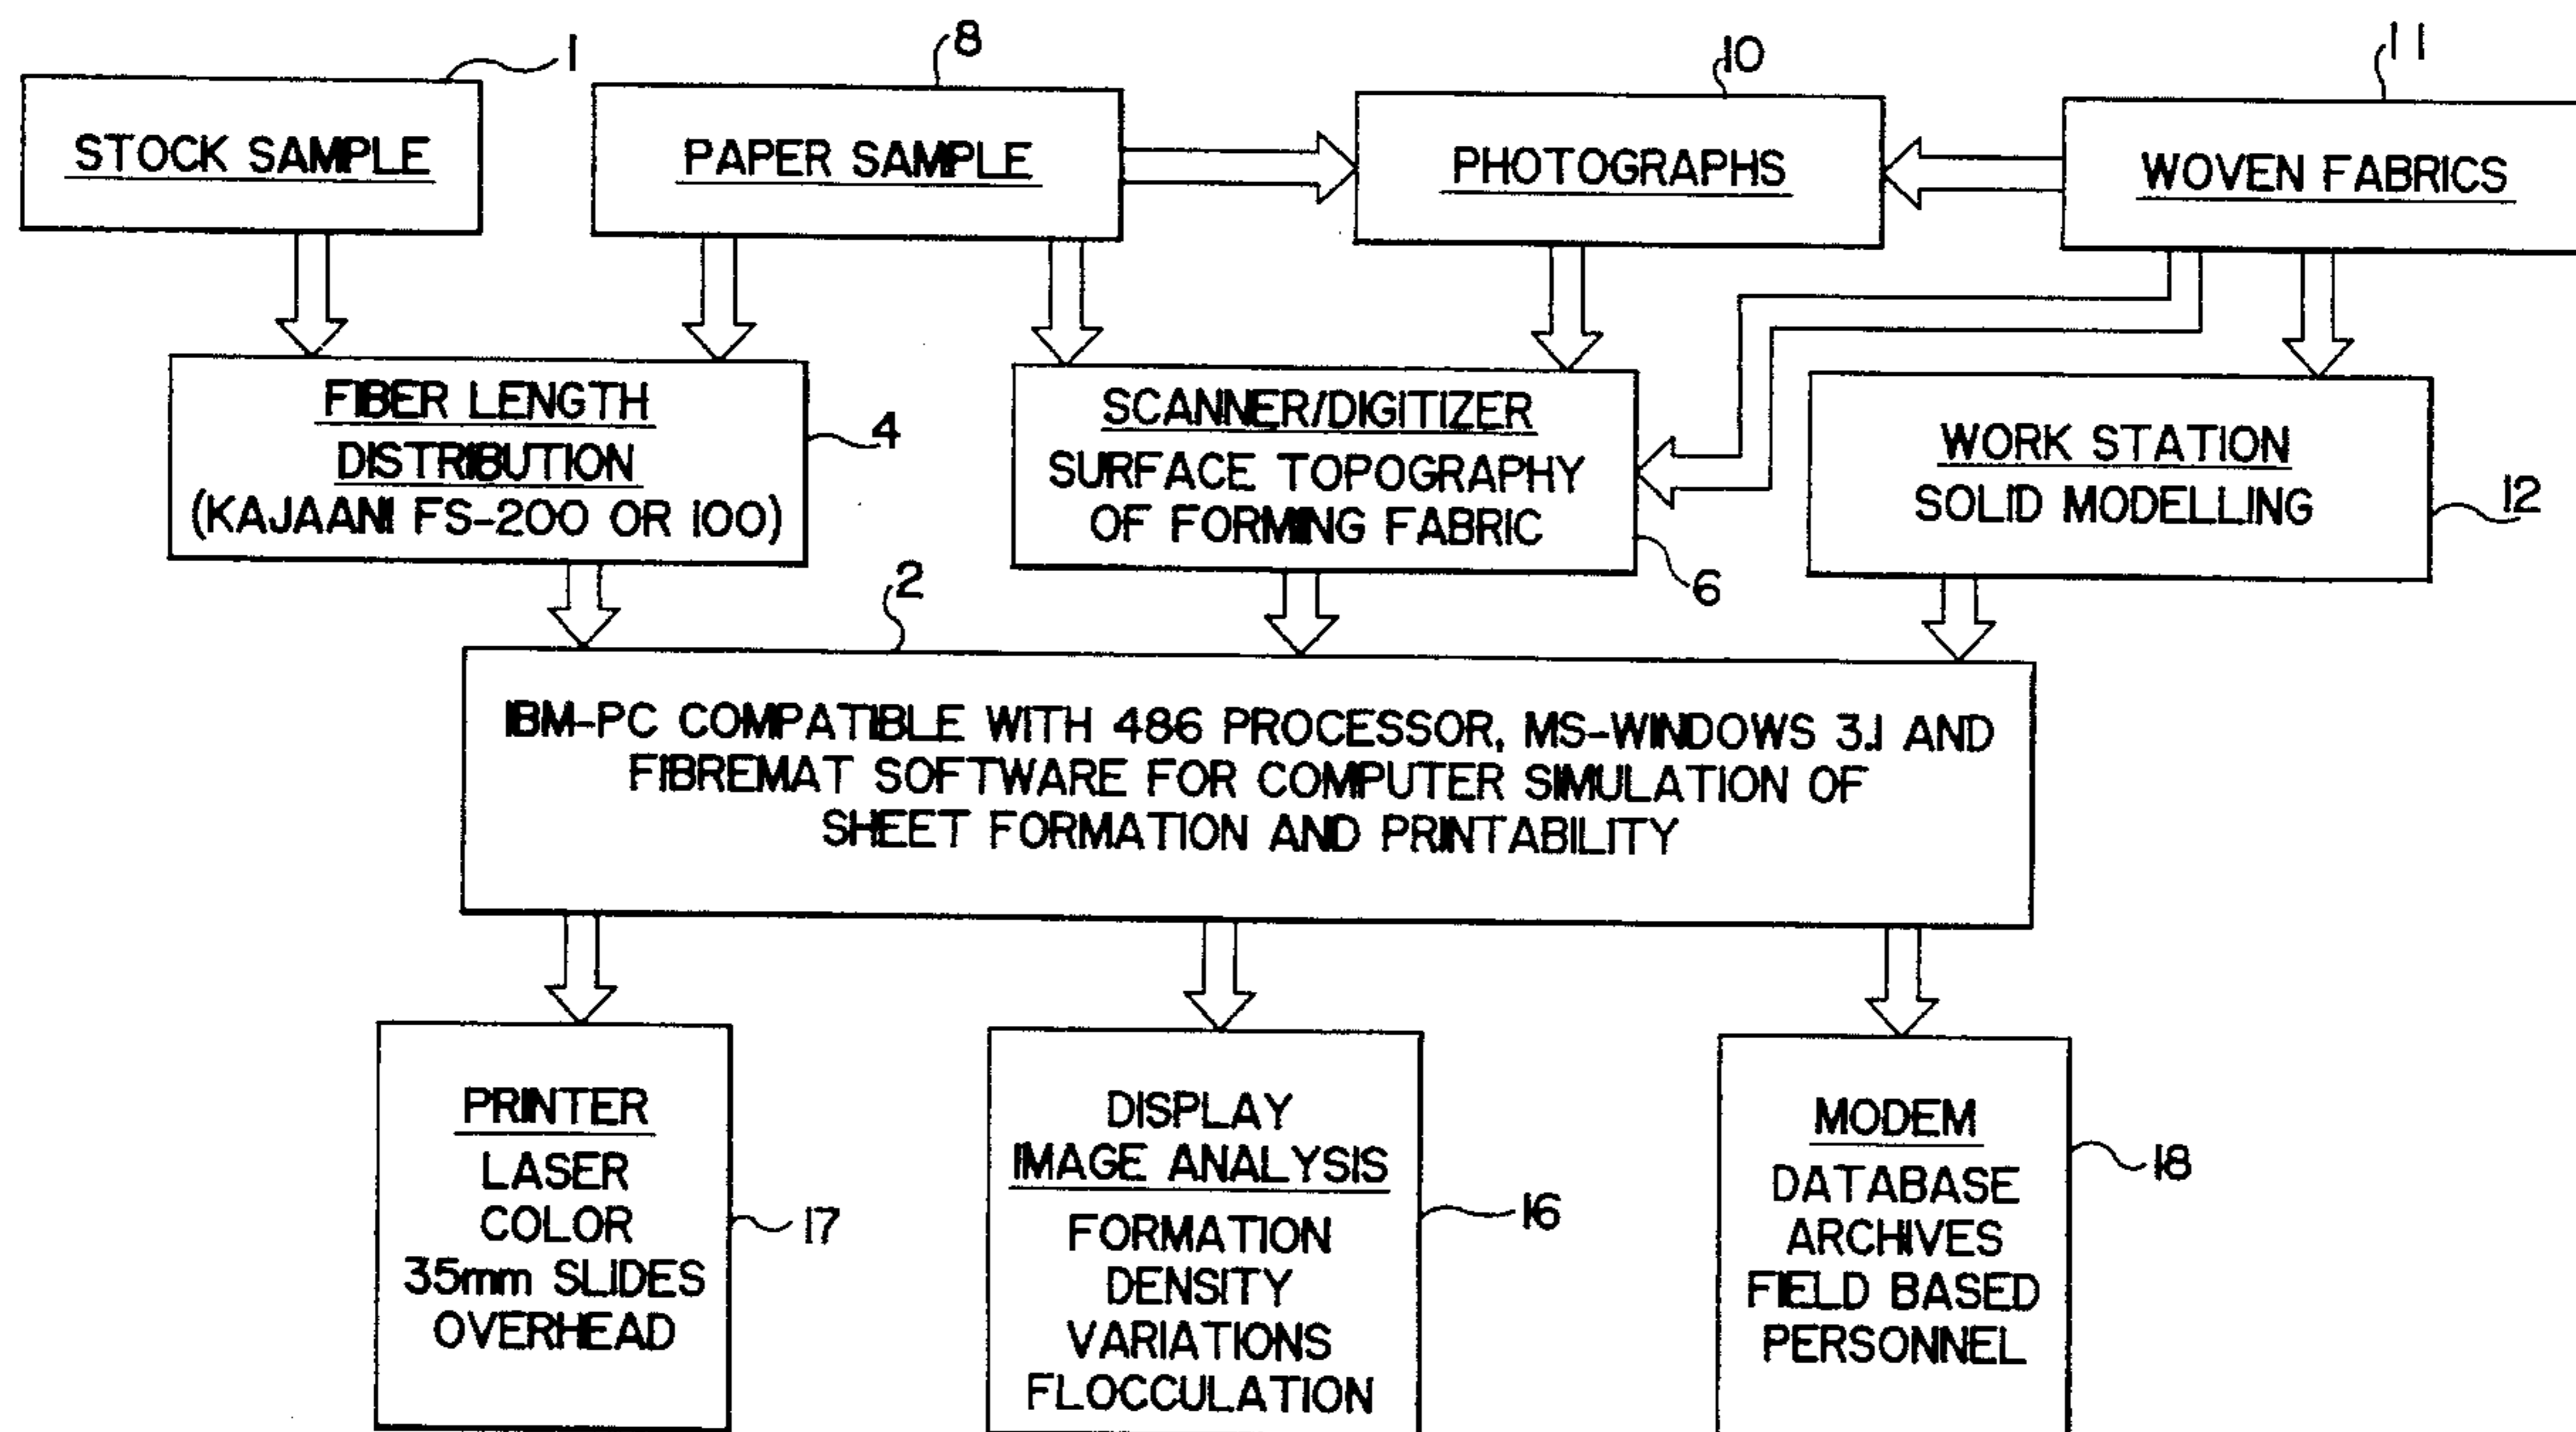 1
8
10
11
STOCK SAMPLE
PAPER SAMPLE
PHOTOGRAPHS
WOVEN FABRICS
FIBER LENGTH
DISTRIBUTION
(KAJAANI FS-200 OR 100)
4
SCANNER/DIGITIZER
SURFACE TOPOGRAPHY
OF FORMING FABRIC
6
WORK STATION
SOLID MODELLING
12
2
IBM-PC COMPATIBLE WITH 486 PROCESSOR, MS-WINDOWS 3.1 AND
FIBREMAT SOFTWARE FOR COMPUTER SIMULATION OF
SHEET FORMATION AND PRINTABILITY
PRINTER
LASER
COLOR
35mm SLIDES
OVERHEAD
17
DISPLAY
IMAGE ANALYSIS
FORMATION
DENSITY
VARIATIONS
FLOCCULATION
16
MODEM
DATABASE
ARCHIVES
FIELD BASED
PERSONNEL
18